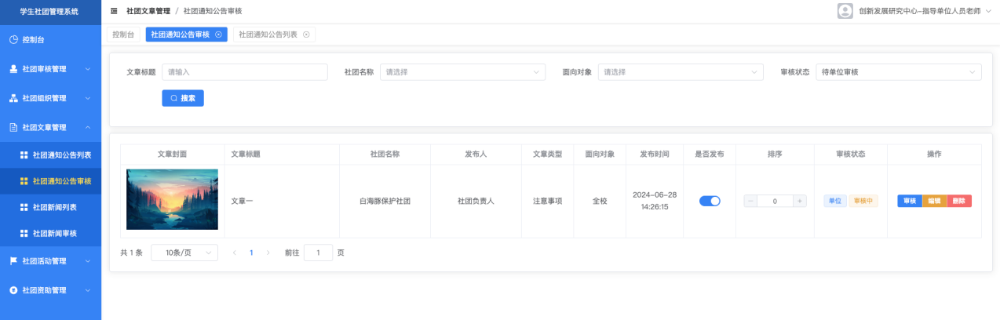 学生社团管理系统
社团文章管理 / 社团通知公告审核
创新发展研究中心-指导单位人员老师
控制台
社团审核管理
社团组织管理
社团文章管理
社团通知公告列表
社团通知公告审核
社团新闻列表
社团新闻审核
社团活动管理
社团资助管理
控制台 社团通知公告审核 社团通知公告列表
文章标题 请输入 社团名称 请选择 面向对象 请选择 审核状态 待单位审核
搜索
文章封面 文章标题 社团名称 发布人 文章类型 面向对象 发布时间 是否发布 排序 审核状态 操作
文章一 白海豚保护社团 社团负责人 注意事项 全校 2024-06-28 14:26:15 0 单位 审核中 审核 编辑 删除
共 1 条 10条/页 1 前往 1 页